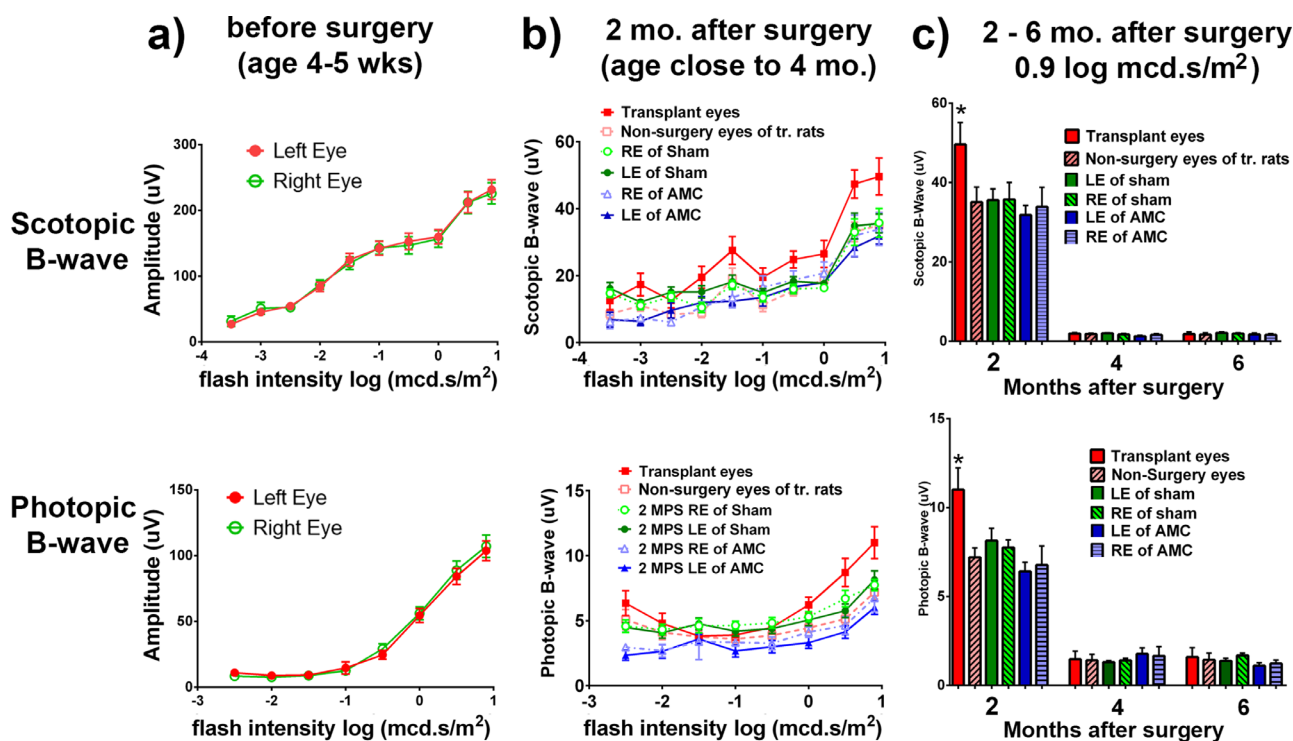 a)
before surgery
(age 4-5 wks)
b)
2 mo. after surgery
(age close to 4 mo.)
c)
2 - 6 mo. after surgery
0.9 log mcd.s/m²)
Scotopic
B-wave
Amplitude (uV)
300
200
100
0
Left Eye
Right Eye
-4 -3 -2 -1 0 1
flash intensity log (mcd.s/m²)
Scotopic B-wave (uV)
60
40
20
0
Transplant eyes
Non-surgery eyes of tr. rats
RE of Sham
LE of Sham
RE of AMC
LE of AMC
-4 -3 -2 -1 0 1
flash intensity log (mcd.s/m²)
Scotopic B-Wave (uV)
60
40
20
0
*
Transplant eyes
Non-surgery eyes of tr. rats
LE of sham
RE of sham
LE of AMC
RE of AMC
2 4 6
Months after surgery
Photopic
B-wave
Amplitude (uV)
150
100
50
0
Left Eye
Right Eye
-3 -2 -1 0 1
flash intensity log (mcd.s/m²)
Photopic B-wave (uV)
15
10
5
0
Transplant eyes
Non-surgery eyes of tr. rats
2 MPS RE of Sham
2 MPS LE of Sham
2 MPS RE of AMC
2 MPS LE of AMC
-3 -2 -1 0 1
flash intensity log (mcd.s/m²)
Photopic B-wave (uV)
15
10
5
0
*
Transplant eyes
Non-Surgery eyes
LE of sham
RE of sham
LE of AMC
RE of AMC
2 4 6
Months after surgery